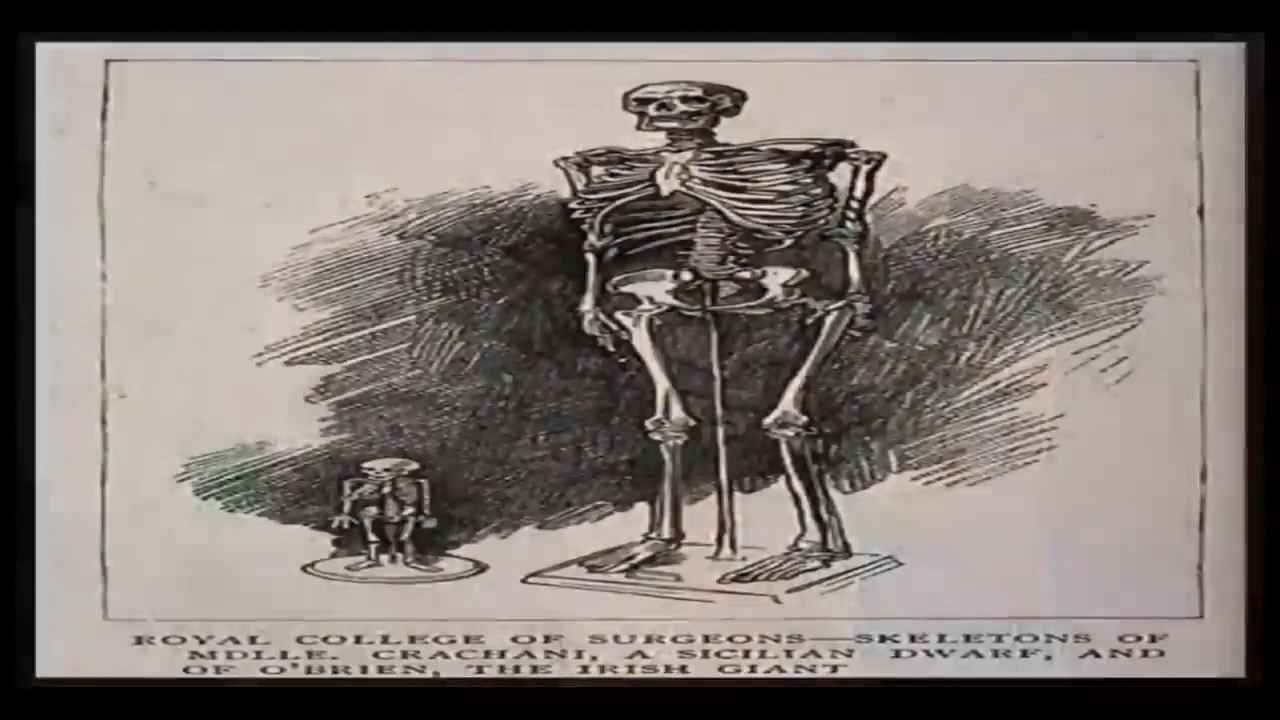 ROYAL COLLEGE OF SURGEONS—SKELETONS OF
MDLLE. CRACHANI, A SICILIAN DWARF, AND
OF O'BRIEN, THE IRISH GIANT